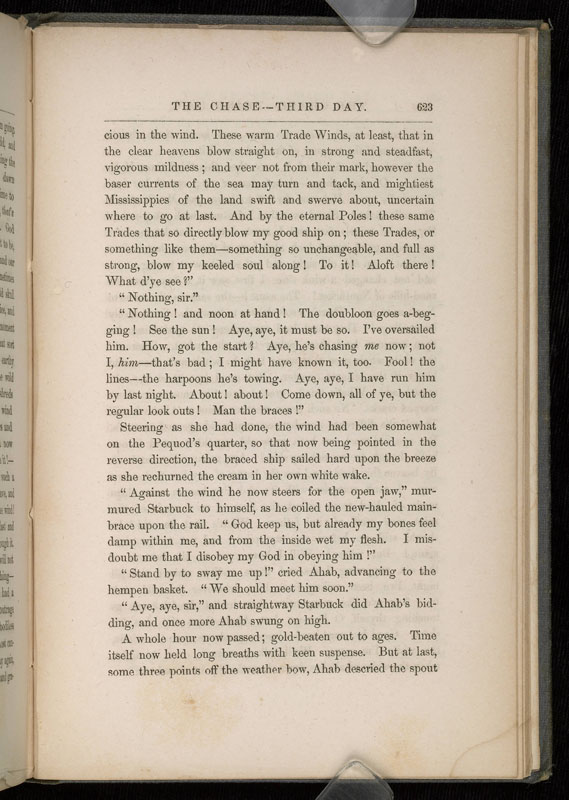 THE CHASE--THIRD DAY. 623
cious in the wind. These warm Trade Winds, at least, that in
the clear heavens blow straight on, in strong and steadfast,
vigorous mildness; and veer not from their mark, however the
baser currents of the sea may turn and tack, and mightiest
Mississippies of the land swift and swerve about, uncertain
where to go at last. And by the eternal Poles! these same
Trades that so directly blow my good ship on; these Trades, or
something like them—something so unchangeable, and full as
strong, blow my keeled soul along! To it! Aloft there!
What d'ye see?"
"Nothing, sir."
"Nothing! and noon at hand! The doubloon goes a-beg-
ging! See the sun! Aye, aye, it must be so. I've oversailed
him. How, got the start? Aye, he's chasing me now; not
I, him—that's bad; I might have known it, too. Fool! the
lines--the harpoons he's towing. Aye, aye, I have run him
by last night. About! about! Come down, all of ye, but the
regular look outs! Man the braces!"
Steering as she had done, the wind had been somewhat
on the Pequod's quarter, so that now being pointed in the
reverse direction, the braced ship sailed hard upon the breeze
as she rechurned the cream in her own white wake.
"Against the wind he now steers for the open jaw," mur-
mured Starbuck to himself, as he coiled the new-hauled main-
brace upon the rail. "God keep us, but already my bones feel
damp within me, and from the inside wet my flesh. I mis-
doubt me that I disobey my God in obeying him!"
"Stand by to sway me up!" cried Ahab, advancing to the
hempen basket. "We should meet him soon."
"Aye, aye, sir," and straightway Starbuck did Ahab's bid-
ding, and once more Ahab swung on high.
A whole hour now passed; gold-beaten out to ages. Time
itself now held long breaths with keen suspense. But at last,
some three points off the weather bow, Ahab descried the spout